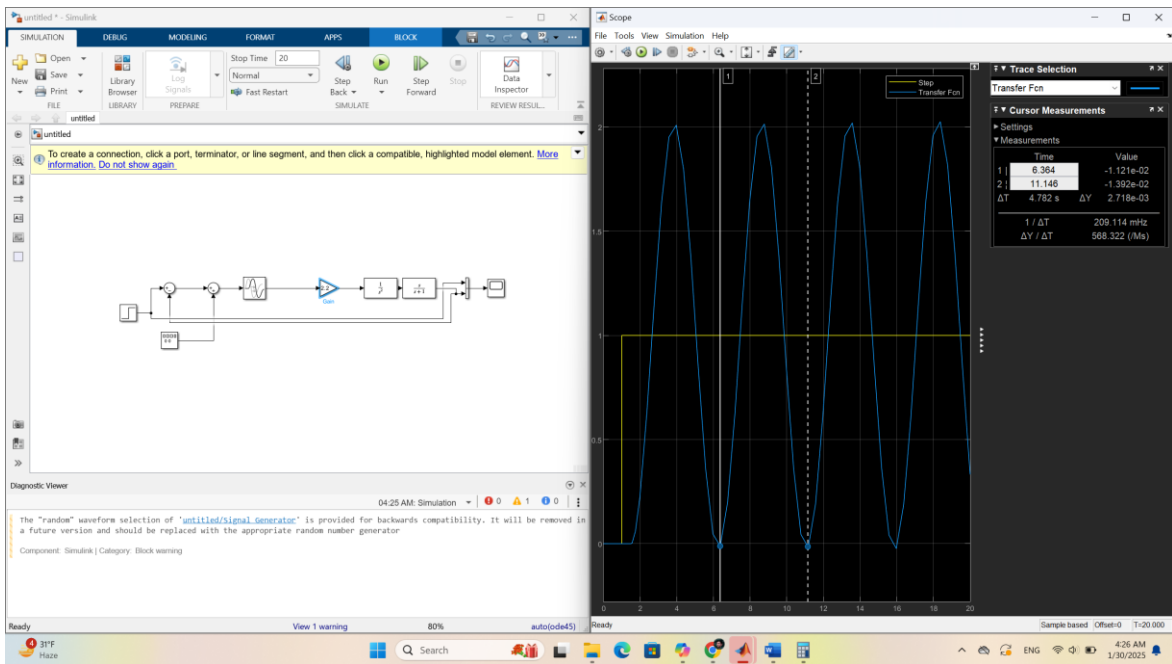 untitled * - Simulink
SIMULATION DEBUG MODELING FORMAT APPS BLOCK
New
Open
Save
Print
FILE
Library
Browser
LIBRARY
Log
Signals
PREPARE
Stop Time 20
Normal
Fast Restart
Step
Back
Run
Step
Forward
Stop
SIMULATE
Data
Inspector
REVIEW RESUL...
untitled
untitled
To create a connection, click a port, terminator, or line segment, and then click a compatible, highlighted model element. More
information. Do not show again
2.2
Gain
Diagnostic Viewer
04:25 AM: Simulation 0 1 0
The "random" waveform selection of 'untitled/Signal Generator' is provided for backwards compatibility. It will be removed in
a future version and should be replaced with the appropriate random number generator
Component: Simulink | Category: Block warning
Ready View 1 warning 80% auto(ode45)
Scope
File Tools View Simulation Help
1 2
Step
Transfer Fcn
2
1.5
1
0.5
0
0 2 4 6 8 10 12 14 16 18 20
Trace Selection
Transfer Fcn
Cursor Measurements
Settings
Measurements
Time Value
1 | 6.364 -1.121e-02
2 ¦ 11.146 -1.392e-02
ΔT 4.782 s ΔY 2.718e-03
1 / ΔT 209.114 mHz
ΔY / ΔT 568.322 (/Ms)
Ready Sample based Offset=0 T=20.000
4
31°F
Haze
Search
ENG
4:26 AM
1/30/2025